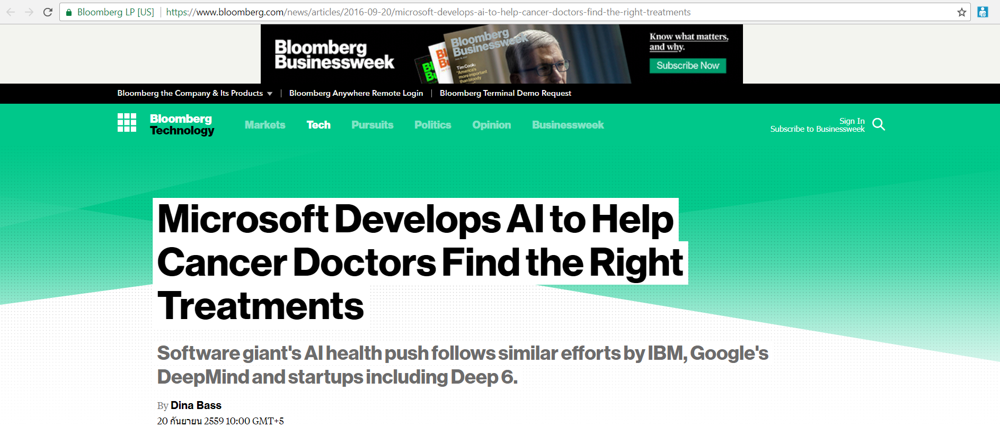 Bloomberg LP [US] https://www.bloomberg.com/news/articles/2016-09-20/microsoft-develops-ai-to-help-cancer-doctors-find-the-right-treatments
Bloomberg
Businessweek
Bloomberg
Businessweek
Tim Cook:
"America's
more important
than bloody
Know what matters,
and why.
Subscribe Now
Bloomberg the Company & Its Products
Bloomberg Anywhere Remote Login
Bloomberg Terminal Demo Request
Bloomberg
Technology
Markets
Tech
Pursuits
Politics
Opinion
Businessweek
Sign In
Subscribe to Businessweek
Microsoft Develops AI to Help
Cancer Doctors Find the Right
Treatments
Software giant's AI health push follows similar efforts by IBM, Google's
DeepMind and startups including Deep 6.
By Dina Bass
20 กันยายน 2559 10:00 GMT+5